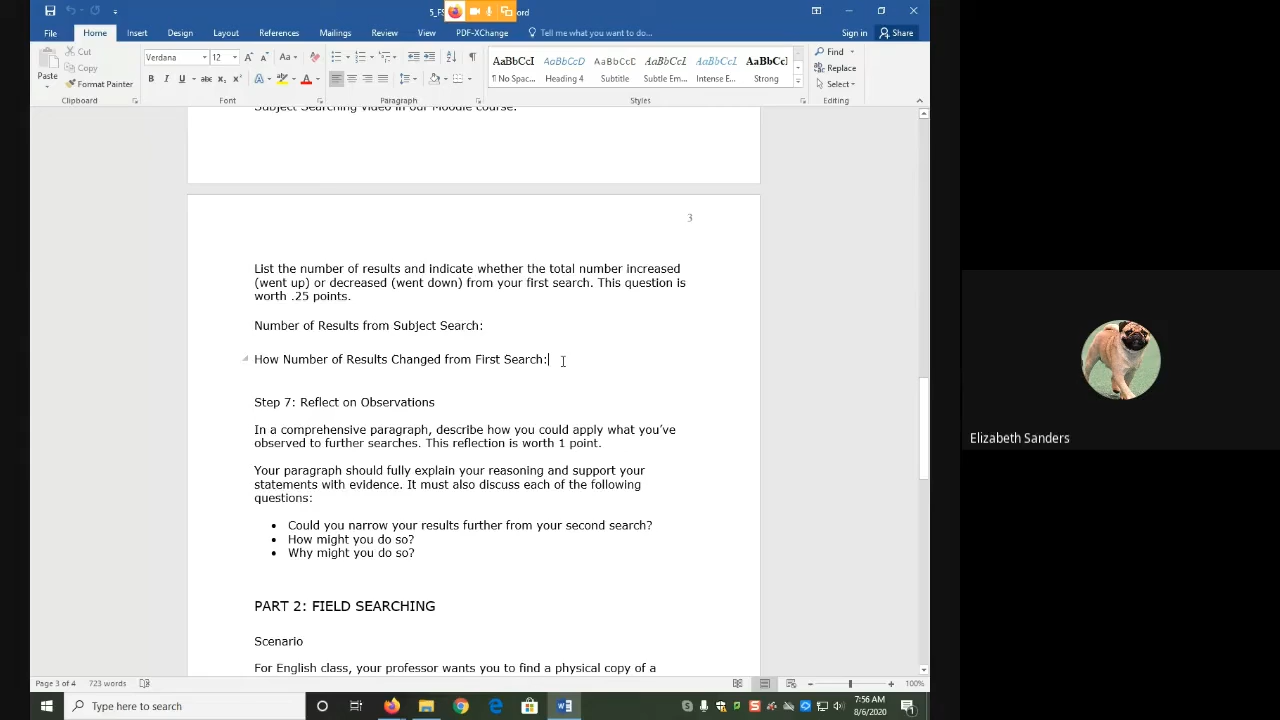 5_FS
ord
File
Home
Insert
Design
Layout
References
Mailings
Review
View
PDF-XChange
Tell me what you want to do...
Sign in
Share
Paste
Cut
Copy
Format Painter
Clipboard
Verdana
12
Font
Paragraph
AaBbCcI
¶ No Spac...
AaBbCcD
Heading 4
AaBbCcD
Subtitle
AaBbCcL
Subtle Em...
AaBbCcI
Intense E...
AaBbCc
Strong
Styles
Find
Replace
Select
Editing
Subject Searching video in our Moodle course.
3
List the number of results and indicate whether the total number increased
(went up) or decreased (went down) from your first search. This question is
worth .25 points.
Number of Results from Subject Search:
How Number of Results Changed from First Search:
Step 7: Reflect on Observations
In a comprehensive paragraph, describe how you could apply what you've
observed to further searches. This reflection is worth 1 point.
Your paragraph should fully explain your reasoning and support your
statements with evidence. It must also discuss each of the following
questions:
• Could you narrow your results further from your second search?
• How might you do so?
• Why might you do so?
PART 2: FIELD SEARCHING
Scenario
For English class, your professor wants you to find a physical copy of a
Elizabeth Sanders
Page 3 of 4
723 words
100%
Type here to search
7:56 AM
8/6/2020